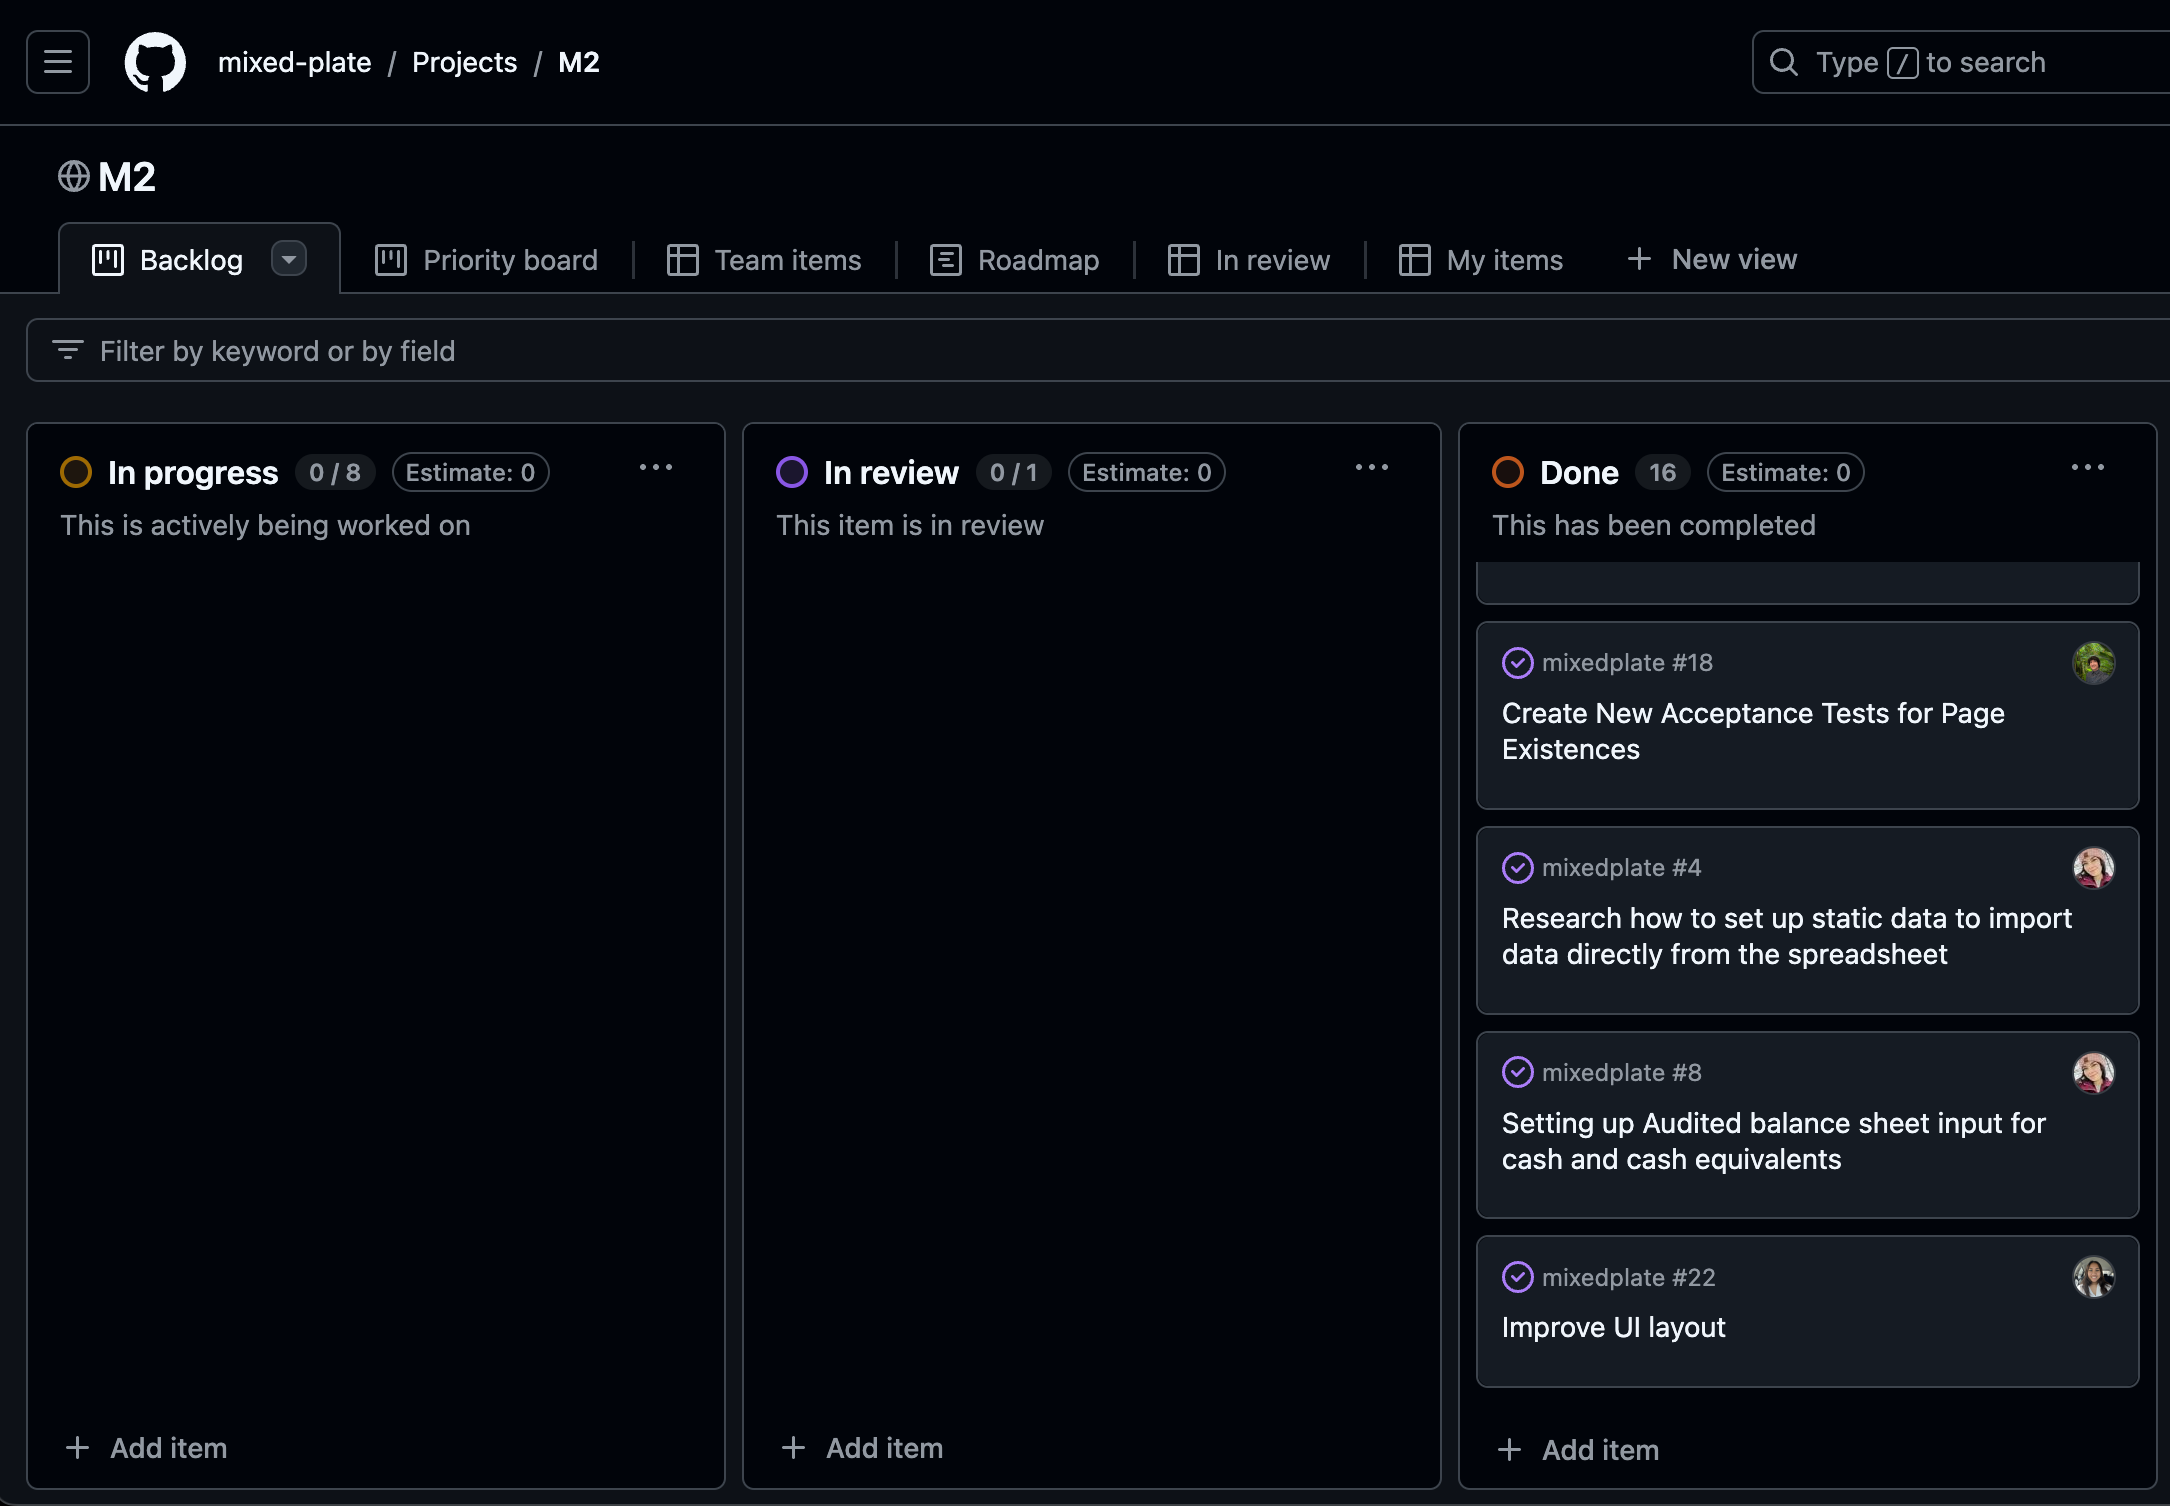 mixed-plate / Projects / M2
Type / to search
M2
Backlog
Priority board
Team items
Roadmap
In review
My items
+ New view
Filter by keyword or by field
In progress 0 / 8 Estimate: 0 ...
This is actively being worked on
+ Add item
In review 0 / 1 Estimate: 0 ...
This item is in review
+ Add item
Done 16 Estimate: 0 ...
This has been completed
mixedplate #18
Create New Acceptance Tests for Page
Existences
mixedplate #4
Research how to set up static data to import
data directly from the spreadsheet
mixedplate #8
Setting up Audited balance sheet input for
cash and cash equivalents
mixedplate #22
Improve UI layout
+ Add item